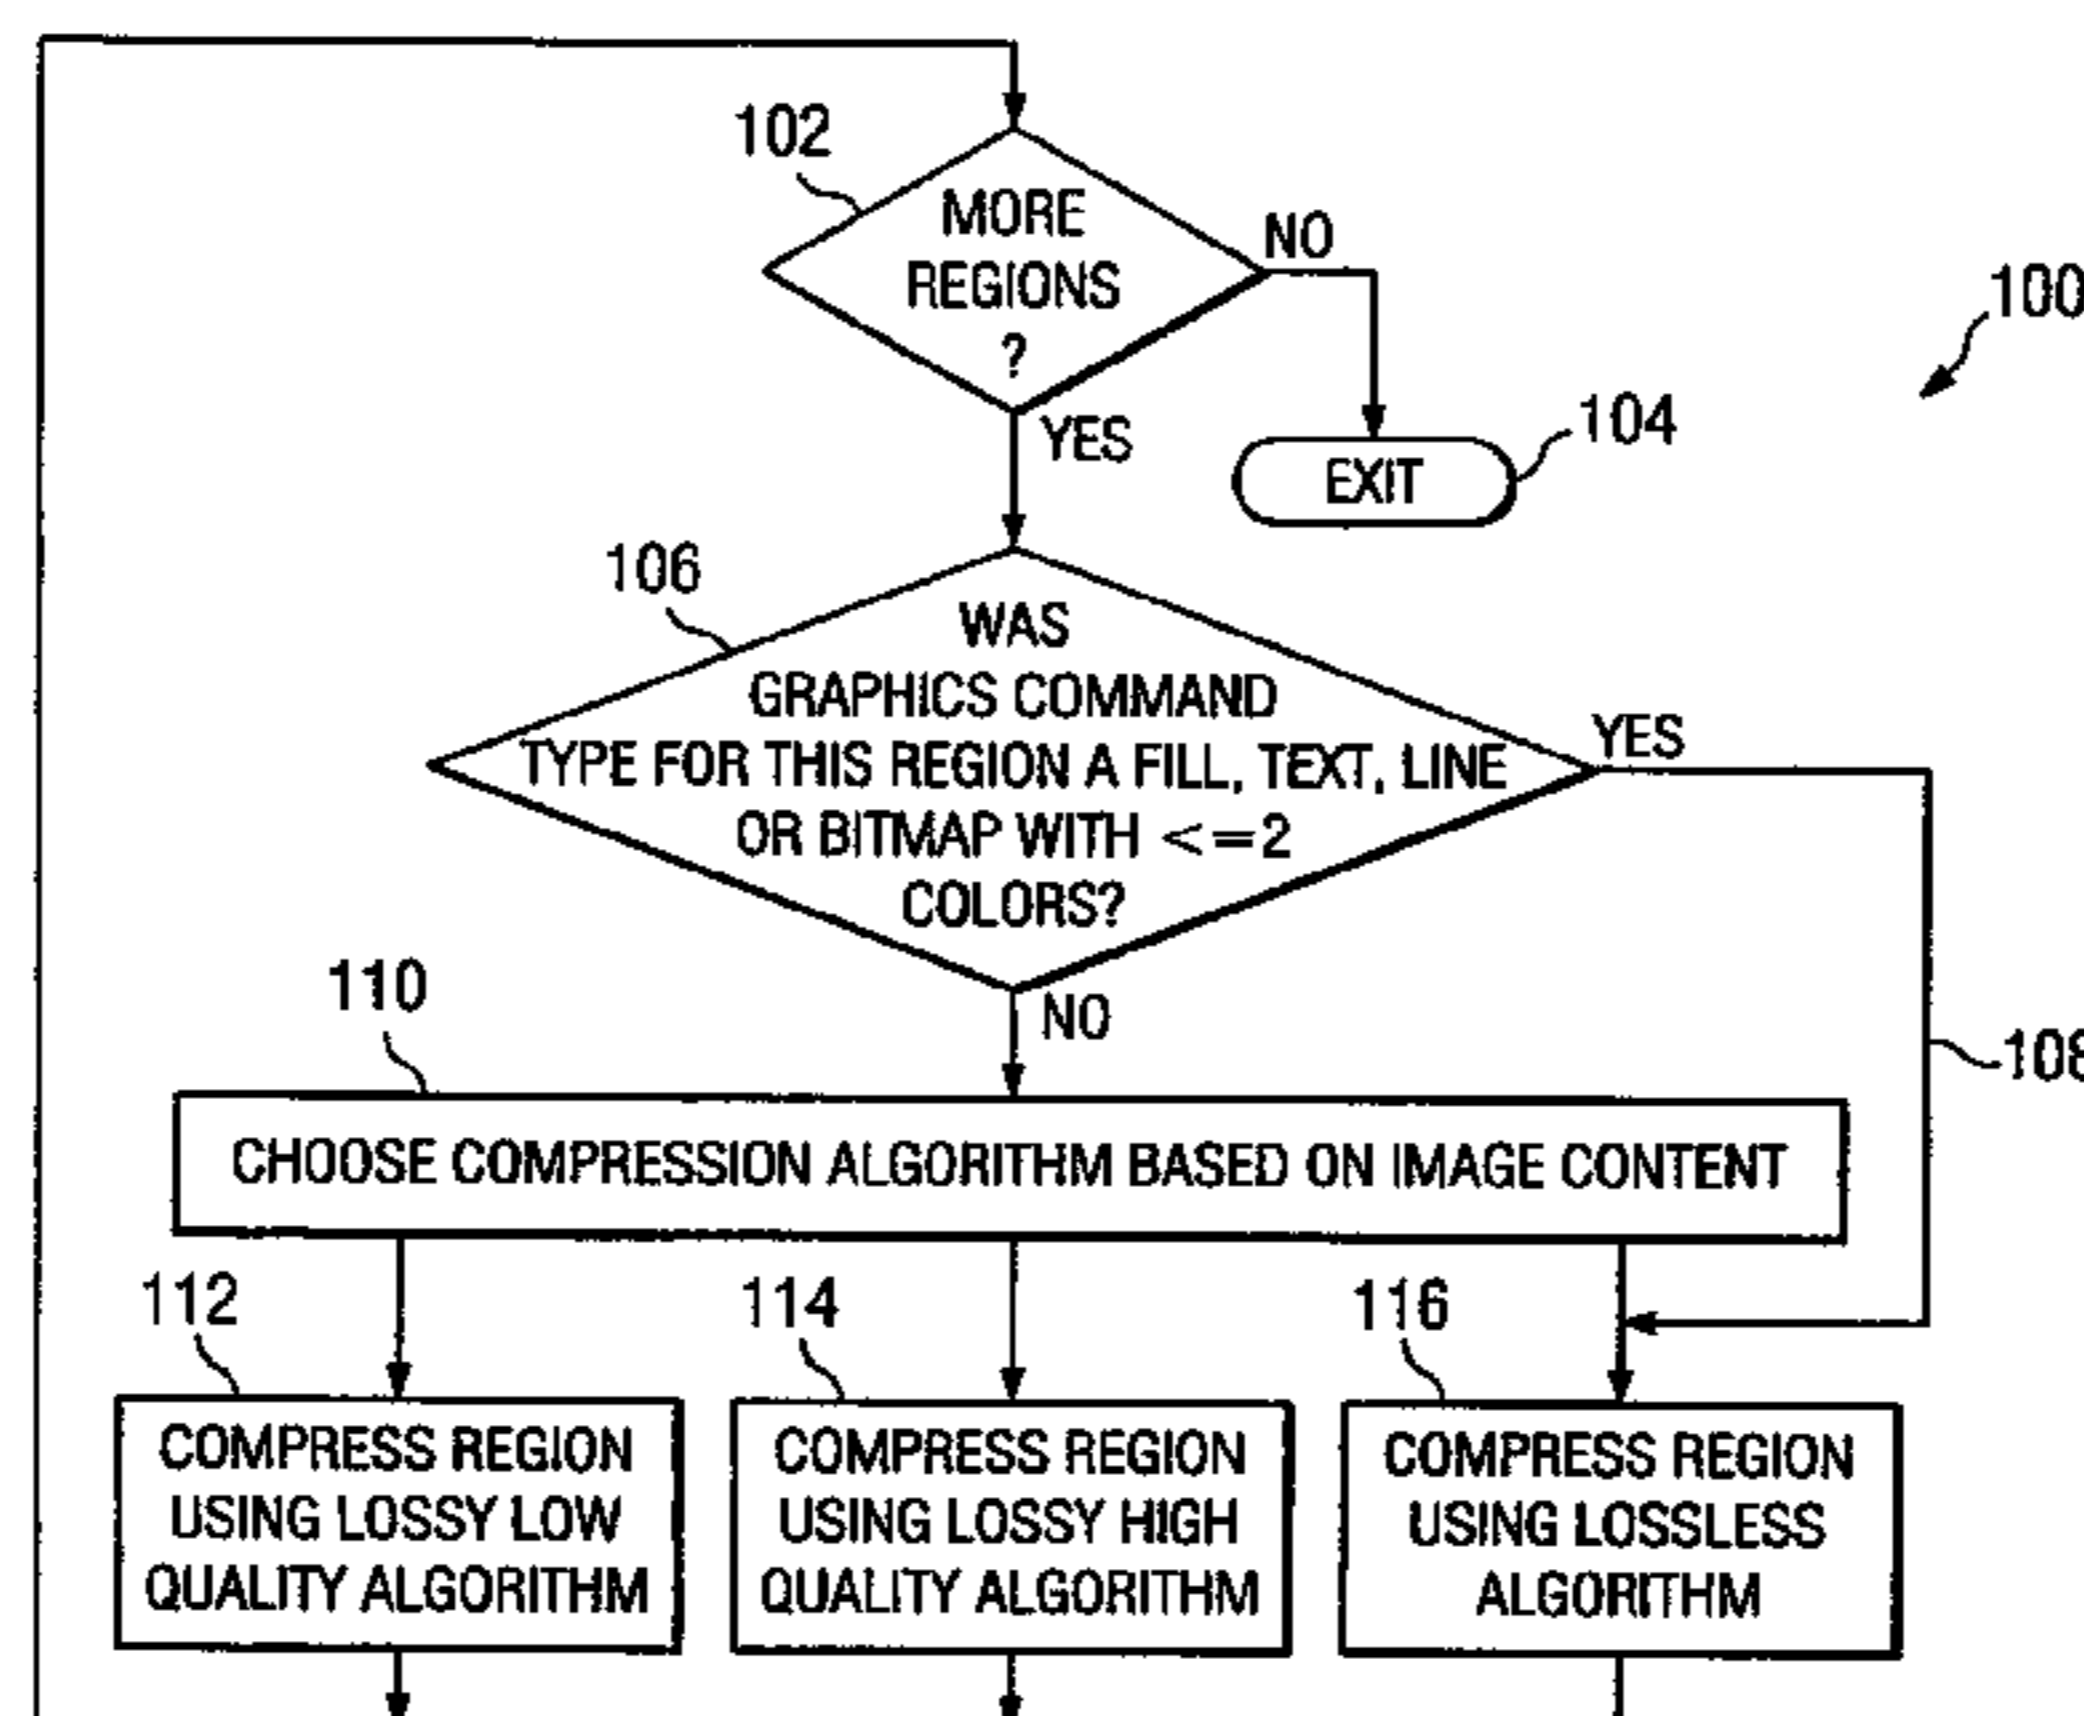 102
MORE
REGIONS
?
NO
YES
100
104
EXIT
106
WAS
GRAPHICS COMMAND
TYPE FOR THIS REGION A FILL, TEXT, LINE
OR BITMAP WITH <=2
COLORS?
YES
NO
108
110
CHOOSE COMPRESSION ALGORITHM BASED ON IMAGE CONTENT
112
COMPRESS REGION
USING LOSSY LOW
QUALITY ALGORITHM
114
COMPRESS REGION
USING LOSSY HIGH
QUALITY ALGORITHM
116
COMPRESS REGION
USING LOSSLESS
ALGORITHM